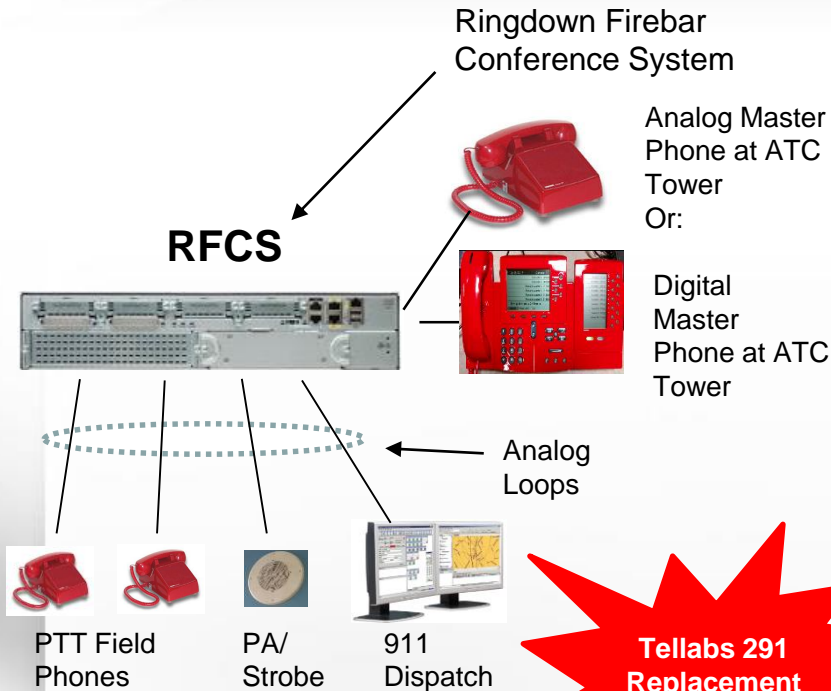 Ringdown Firebar
Conference System
Analog Master
Phone at ATC
Tower
Or:
RFCS
Digital
Master
Phone at ATC
Tower
Analog
Loops
PTT Field
Phones
PA/
Strobe
911
Dispatch
Tellabs 291
Replacement